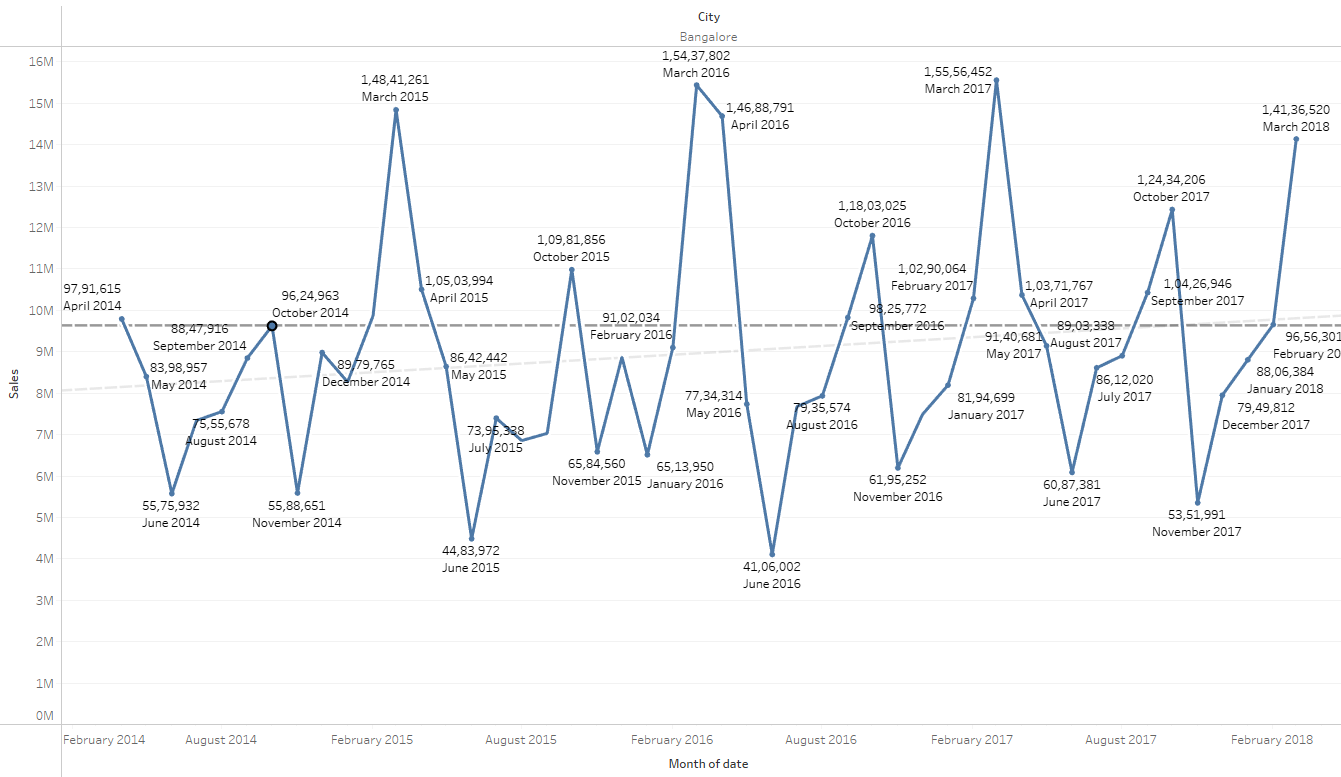 City
Bangalore
16M
15M
14M
13M
12M
11M
10M
9M
8M
7M
6M
5M
4M
3M
2M
1M
0M
Sales
97,91,615
April 2014
83,98,957
May 2014
55,75,932
June 2014
75,55,678
August 2014
88,47,916
September 2014
96,24,963
October 2014
55,88,651
November 2014
89,79,765
December 2014
1,48,41,261
March 2015
1,05,03,994
April 2015
86,42,442
May 2015
44,83,972
June 2015
73,95,338
July 2015
1,09,81,856
October 2015
65,84,560
November 2015
65,13,950
January 2016
91,02,034
February 2016
1,54,37,802
March 2016
1,46,88,791
April 2016
77,34,314
May 2016
41,06,002
June 2016
79,35,574
August 2016
98,25,772
September 2016
1,18,03,025
October 2016
61,95,252
November 2016
81,94,699
January 2017
1,02,90,064
February 2017
1,55,56,452
March 2017
1,03,71,767
April 2017
91,40,681
May 2017
60,87,381
June 2017
86,12,020
July 2017
89,03,338
August 2017
1,04,26,946
September 2017
1,24,34,206
October 2017
53,51,991
November 2017
79,49,812
December 2017
88,06,384
January 2018
96,56,301
February 20
1,41,36,520
March 2018
February 2014
August 2014
February 2015
August 2015
February 2016
August 2016
February 2017
August 2017
February 2018
Month of date